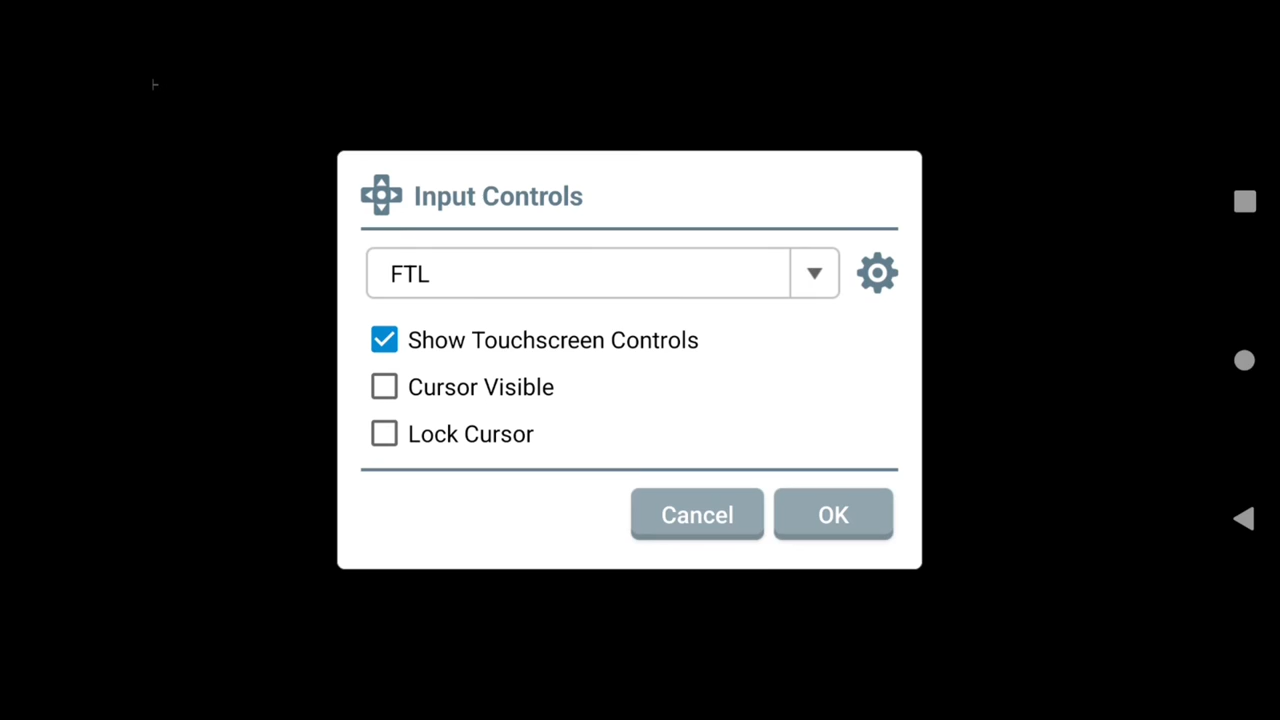 Input Controls
FTL
Show Touchscreen Controls
Cursor Visible
Lock Cursor
Cancel
OK